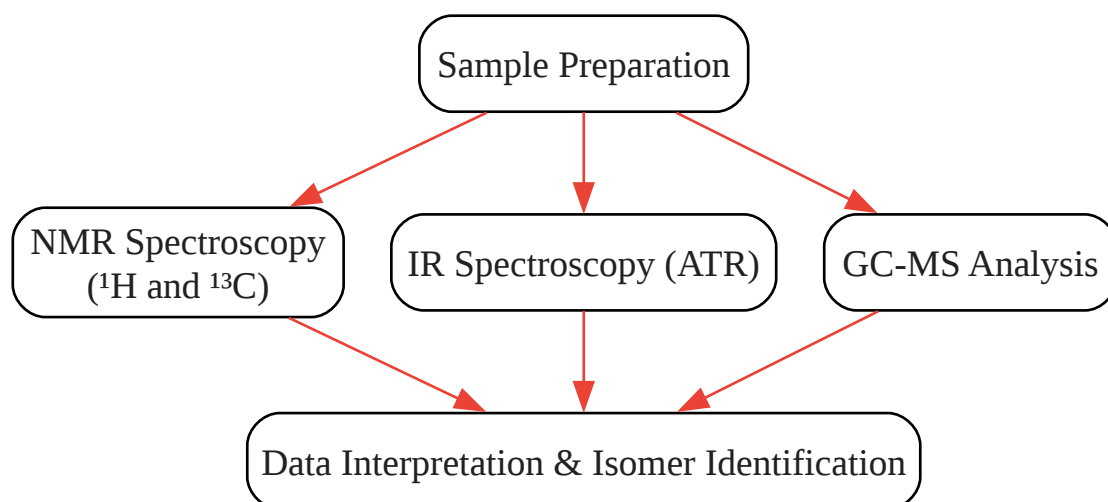 Sample Preparation
NMR Spectroscopy
(¹H and ¹³C)
IR Spectroscopy (ATR)
GC-MS Analysis
Data Interpretation & Isomer Identification